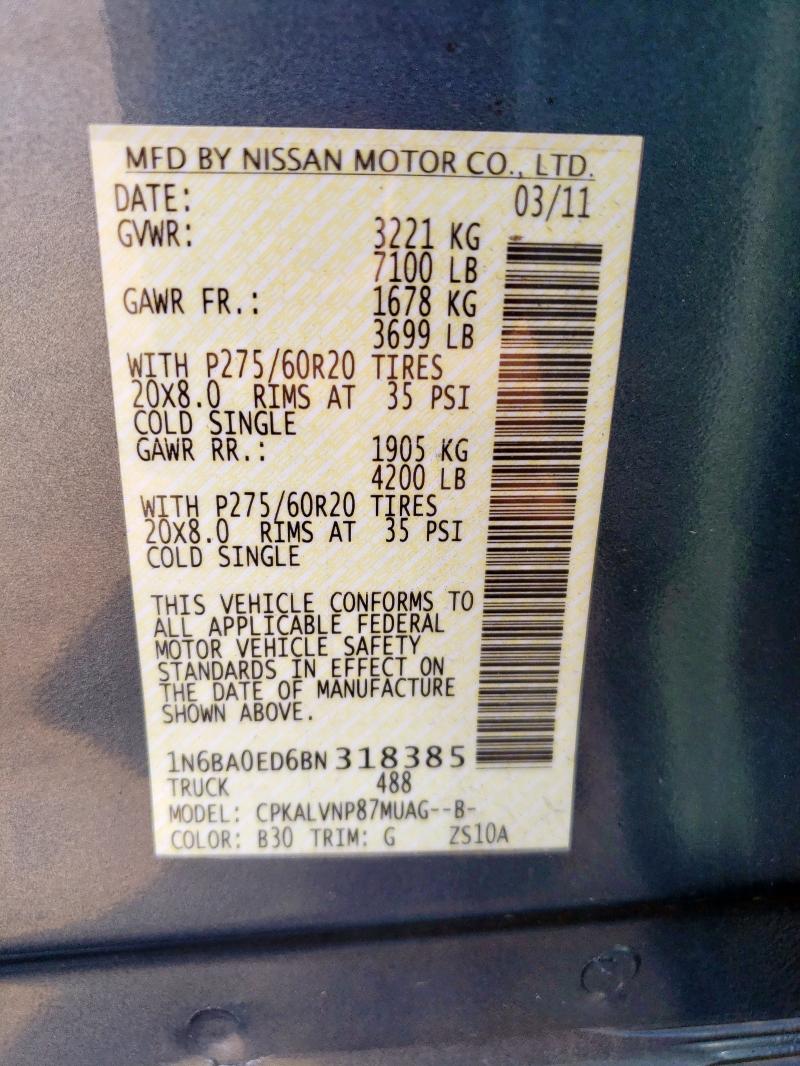 MFD BY NISSAN MOTOR CO., LTD.
DATE: 03/11
GVWR: 3221 KG
7100 LB
GAWR FR.: 1678 KG
3699 LB
WITH P275/60R20 TIRES
20X8.0 RIMS AT 35 PSI
COLD SINGLE
GAWR RR.: 1905 KG
4200 LB
WITH P275/60R20 TIRES
20X8.0 RIMS AT 35 PSI
COLD SINGLE
THIS VEHICLE CONFORMS TO
ALL APPLICABLE FEDERAL
MOTOR VEHICLE SAFETY
STANDARDS IN EFFECT ON
THE DATE OF MANUFACTURE
SHOWN ABOVE.
1N6BA0ED6BN318385
TRUCK 488
MODEL: CPKALVNP87MUAG--B-
COLOR: B30 TRIM: G ZS10A